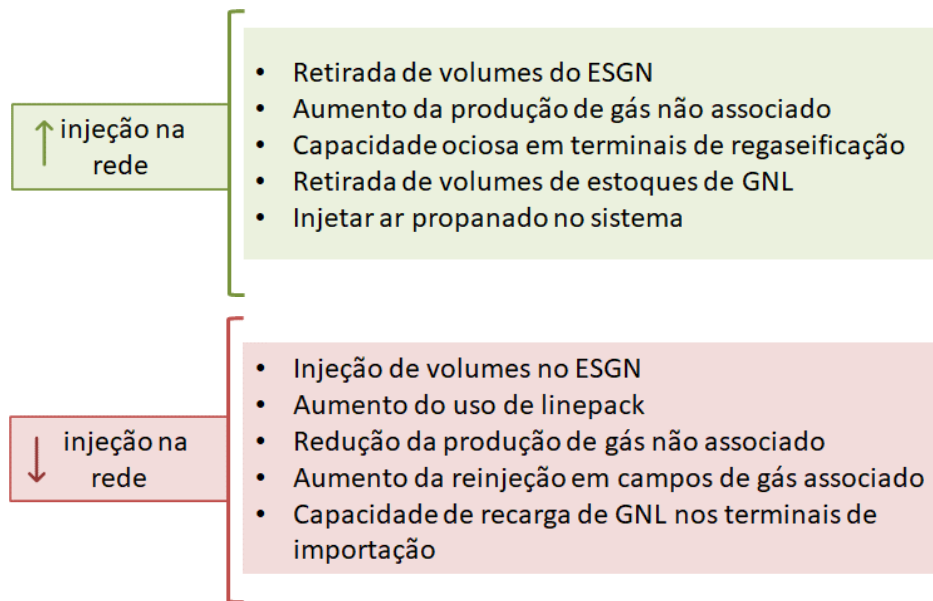 ↑ injeção na
rede
• Retirada de volumes do ESGN
• Aumento da produção de gás não associado
• Capacidade ociosa em terminais de regaseificação
• Retirada de volumes de estoques de GNL
• Injetar ar propanado no sistema
↓ injeção na
rede
• Injeção de volumes no ESGN
• Aumento do uso de linepack
• Redução da produção de gás não associado
• Aumento da reinjeção em campos de gás associado
• Capacidade de recarga de GNL nos terminais de
importação